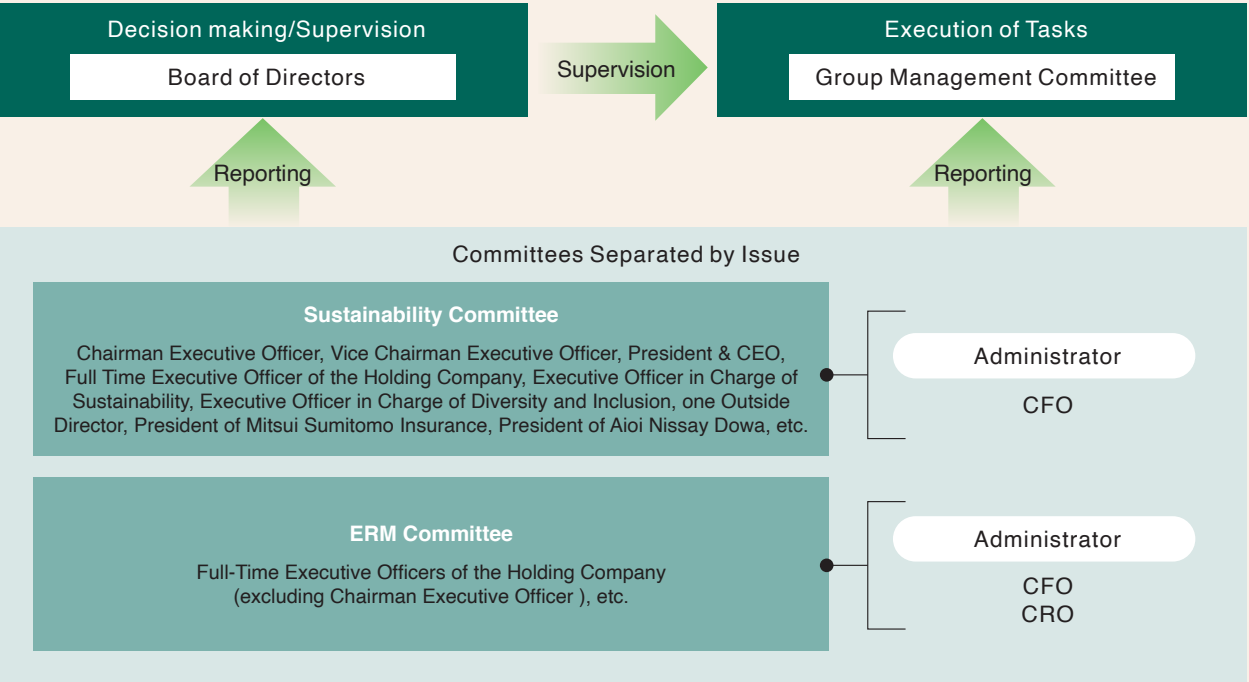 Decision making/Supervision
Board of Directors
Supervision
Execution of Tasks
Group Management Committee
Reporting
Reporting
Committees Separated by Issue
Sustainability Committee
Chairman Executive Officer, Vice Chairman Executive Officer, President & CEO,
Full Time Executive Officer of the Holding Company, Executive Officer in Charge of
Sustainability, Executive Officer in Charge of Diversity and Inclusion, one Outside
Director, President of Mitsui Sumitomo Insurance, President of Aioi Nissay Dowa, etc.
Administrator
CFO
ERM Committee
Full-Time Executive Officers of the Holding Company
(excluding Chairman Executive Officer ), etc.
Administrator
CFO
CRO